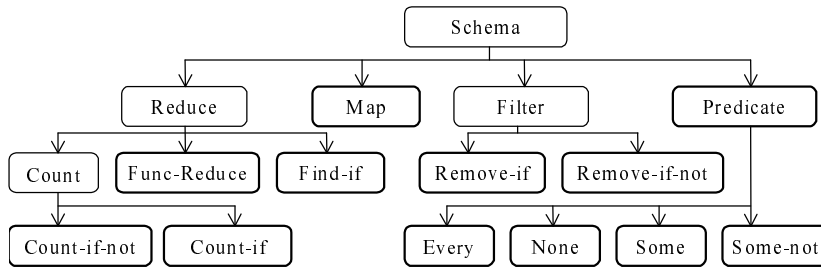 Schema
Reduce Map Filter Predicate
Count Func-Reduce Find-if Remove-if Remove-if-not
Count-if-not Count-if Every None Some Some-not